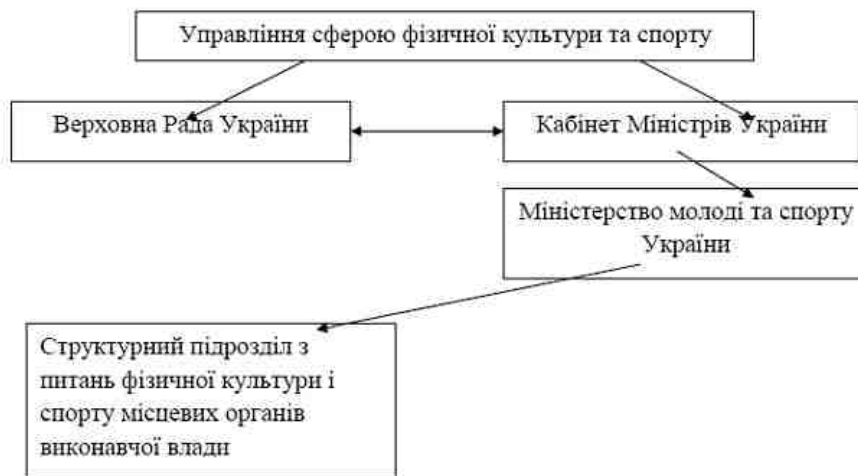 Управління сферою фізичної культури та спорту
Верховна Рада України
Кабінет Міністрів України
Міністерство молоді та спорту
України
Структурний підрозділ з
питань фізичної культури і
спорту місцевих органів
виконавчої влади